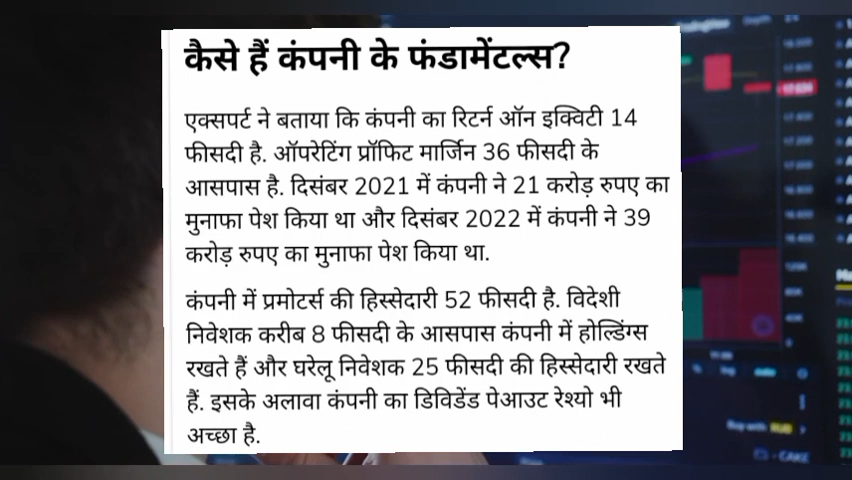 कैसे हैं कंपनी के फंडामेंटल्स?
एक्सपर्ट ने बताया कि कंपनी का रिटर्न ऑन इक्विटी 14
फीसदी है. ऑपरेटिंग प्रॉफिट मार्जिन 36 फीसदी के
आसपास है. दिसंबर 2021 में कंपनी ने 21 करोड़ रुपए का
मुनाफा पेश किया था और दिसंबर 2022 में कंपनी ने 39
करोड़ रुपए का मुनाफा पेश किया था.
कंपनी में प्रमोटर्स की हिस्सेदारी 52 फीसदी है. विदेशी
निवेशक करीब 8 फीसदी के आसपास कंपनी में होल्डिंग्स
रखते हैं और घरेलू निवेशक 25 फीसदी की हिस्सेदारी रखते
हैं. इसके अलावा कंपनी का डिविडेंड पेआउट रेश्यो भी
अच्छा है.